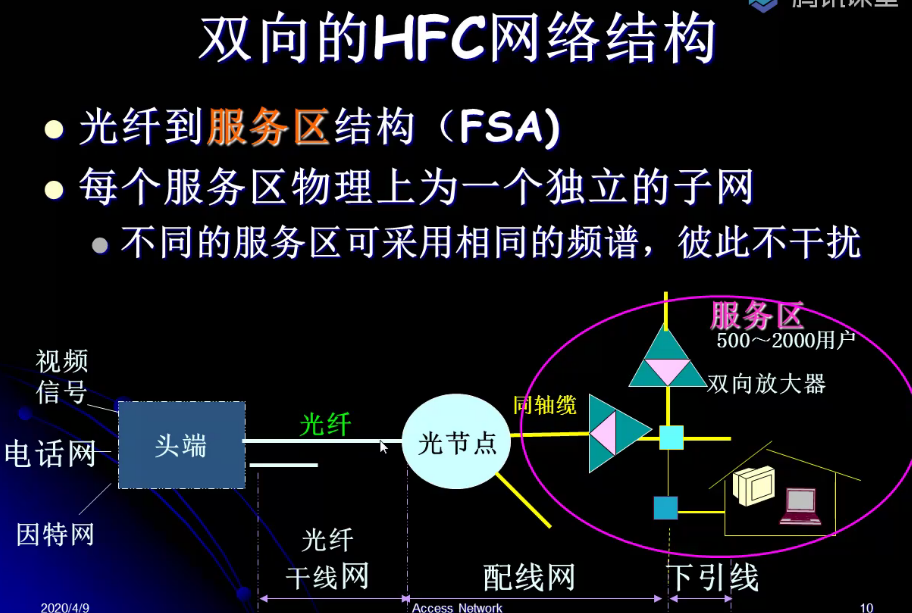 腾讯课堂
双向的HFC网络结构
光纤到服务区结构（FSA)
每个服务区物理上为一个独立的子网
不同的服务区可采用相同的频谱，彼此不干扰
服务区
500～2000用户
双向放大器
视频
信号
电话网
因特网
头端
光纤
光节点
同轴缆
光纤
干线网
配线网
下引线
2020/4/9
Access Network
10